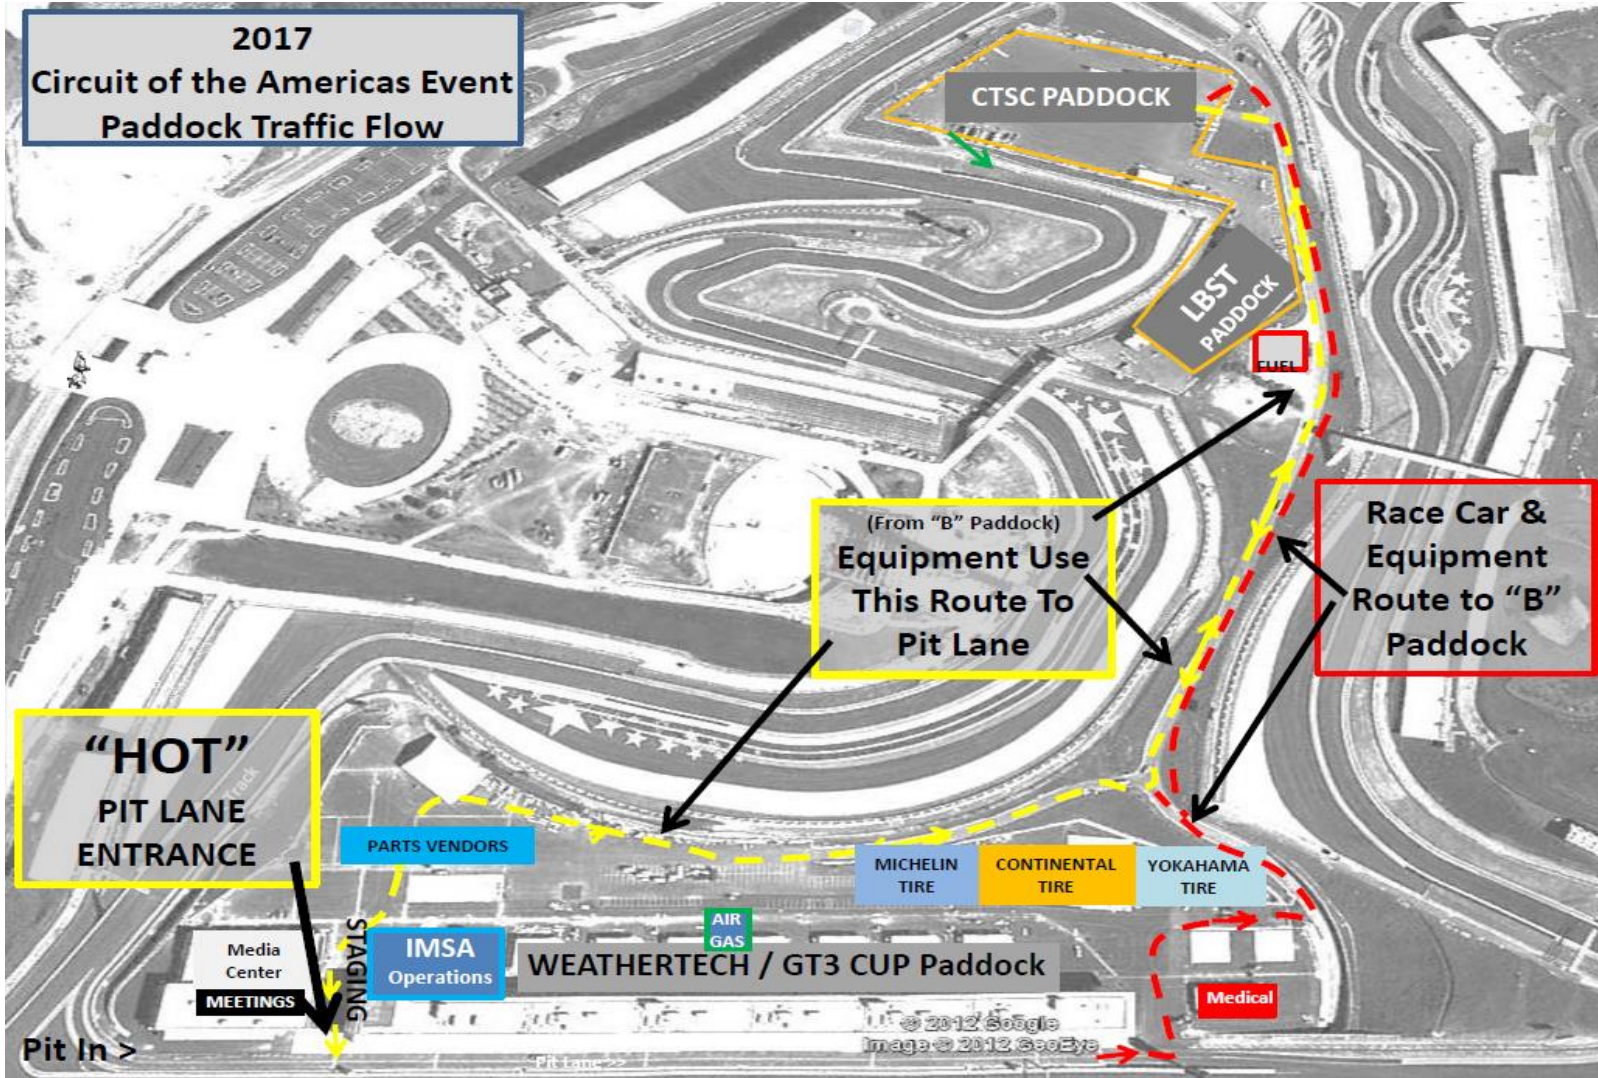 2017
Circuit of the Americas Event
Paddock Traffic Flow
CTSC PADDOCK
LBST
PADDOCK
FUEL
(From “B” Paddock)
Equipment Use
This Route To
Pit Lane
Race Car &
Equipment
Route to “B”
Paddock
“HOT”
PIT LANE
ENTRANCE
Track
PARTS VENDORS
MICHELIN
TIRE
CONTINENTAL
TIRE
YOKAHAMA
TIRE
AIR
GAS
STAGING
Media
Center
MEETINGS
IMSA
Operations
WEATHERTECH / GT3 CUP Paddock
Medical
© 2012 Google
Image © 2012 GeoEye
Pit In >
Pit Lane >>